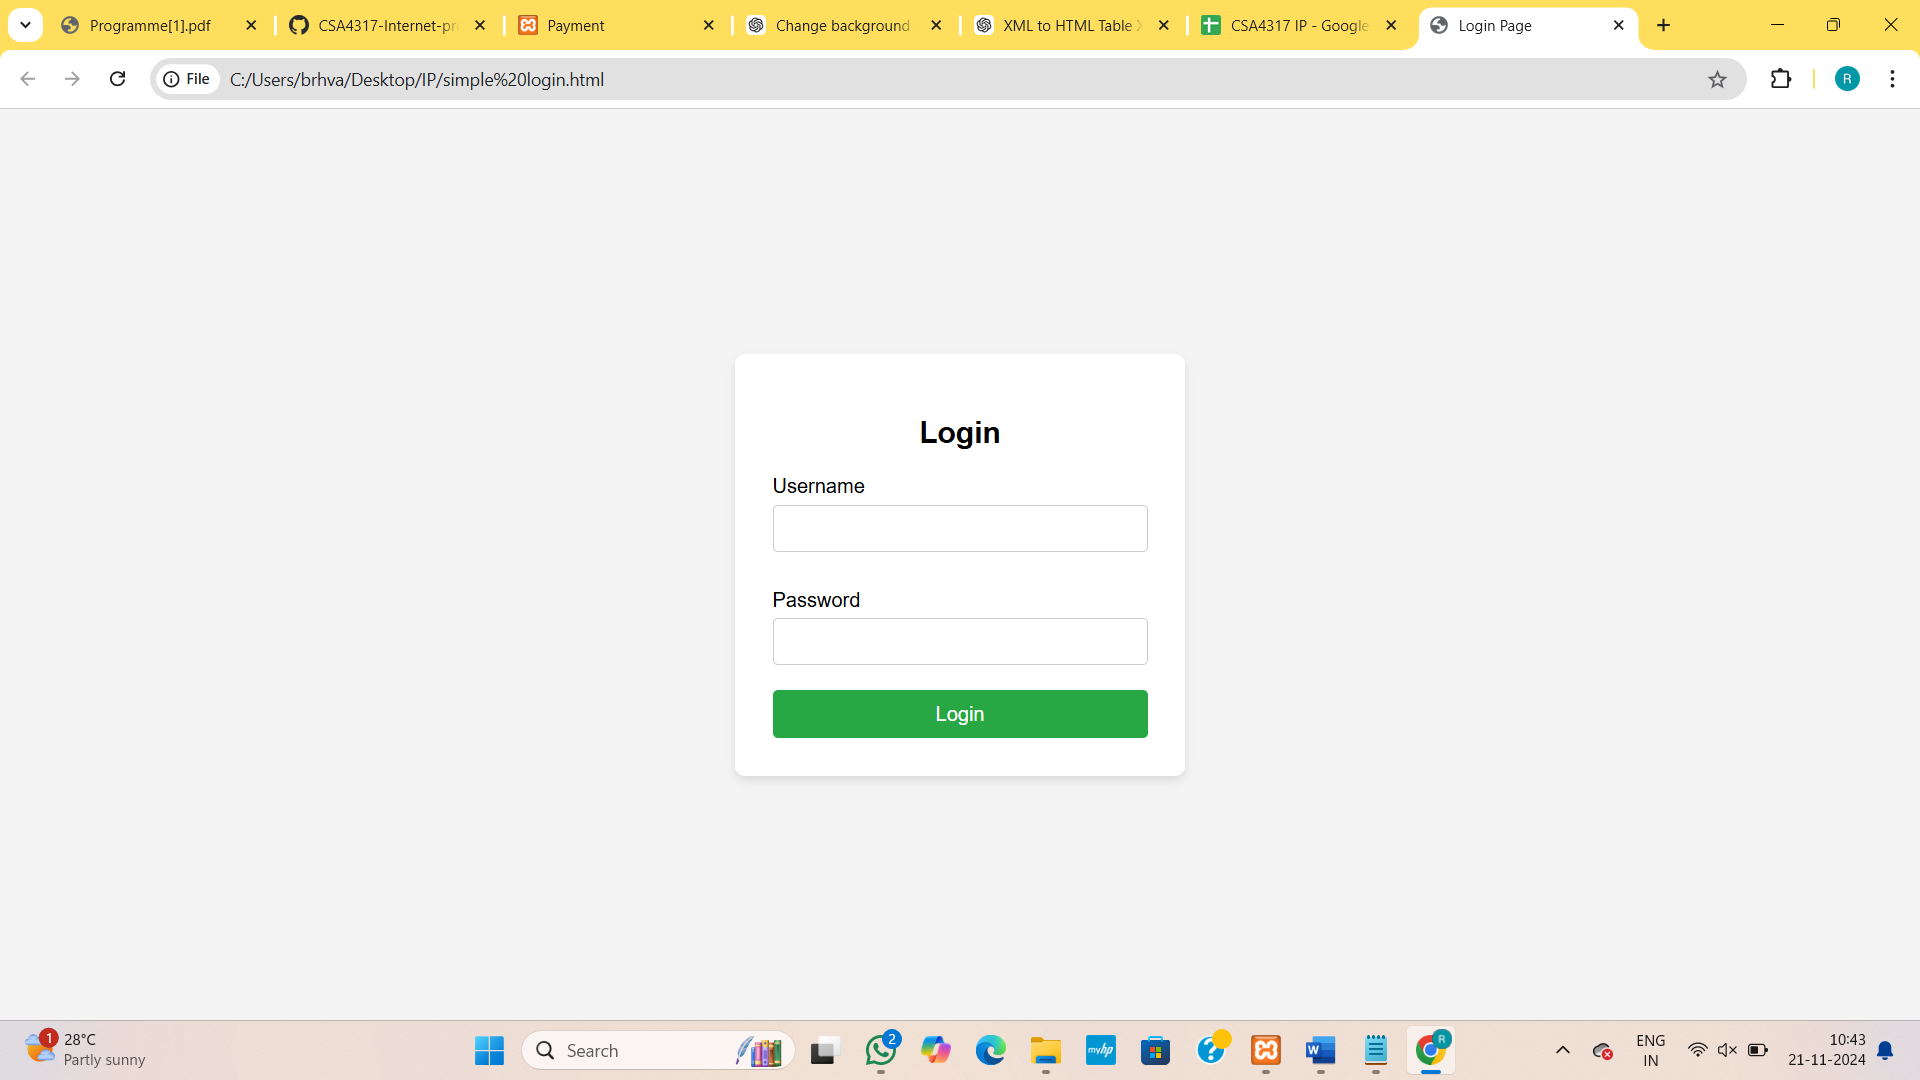 Programme[1].pdf
CSA4317-Internet-pr
Payment
Change background
XML to HTML Table
CSA4317 IP - Google
Login Page
File
C:/Users/brhva/Desktop/IP/simple%20login.html
R
Login
Username
Password
Login
1
28°C
Partly sunny
Search
2
myhp
W
R
ENG
IN
10:43
21-11-2024